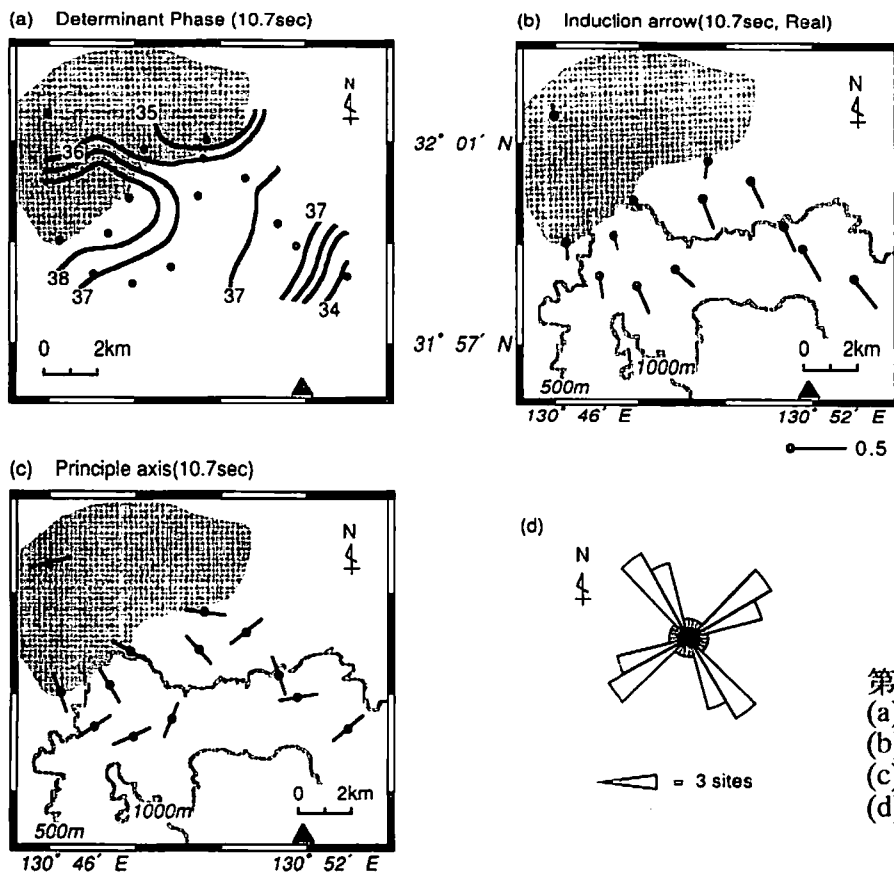 (a) Determinant Phase (10.7sec)
N
35
36
37
38
37
37
34
0 2km
(b) Induction arrow(10.7sec, Real)
N
32° 01′ N
31° 57′ N
0 2km
1000m
500m
130° 46′ E 130° 52′ E
0.5
(c) Principle axis(10.7sec)
N
0 2km
1000m
500m
130° 46′ E 130° 52′ E
(d)
N
= 3 sites
第
(a)
(b)
(c)
(d)